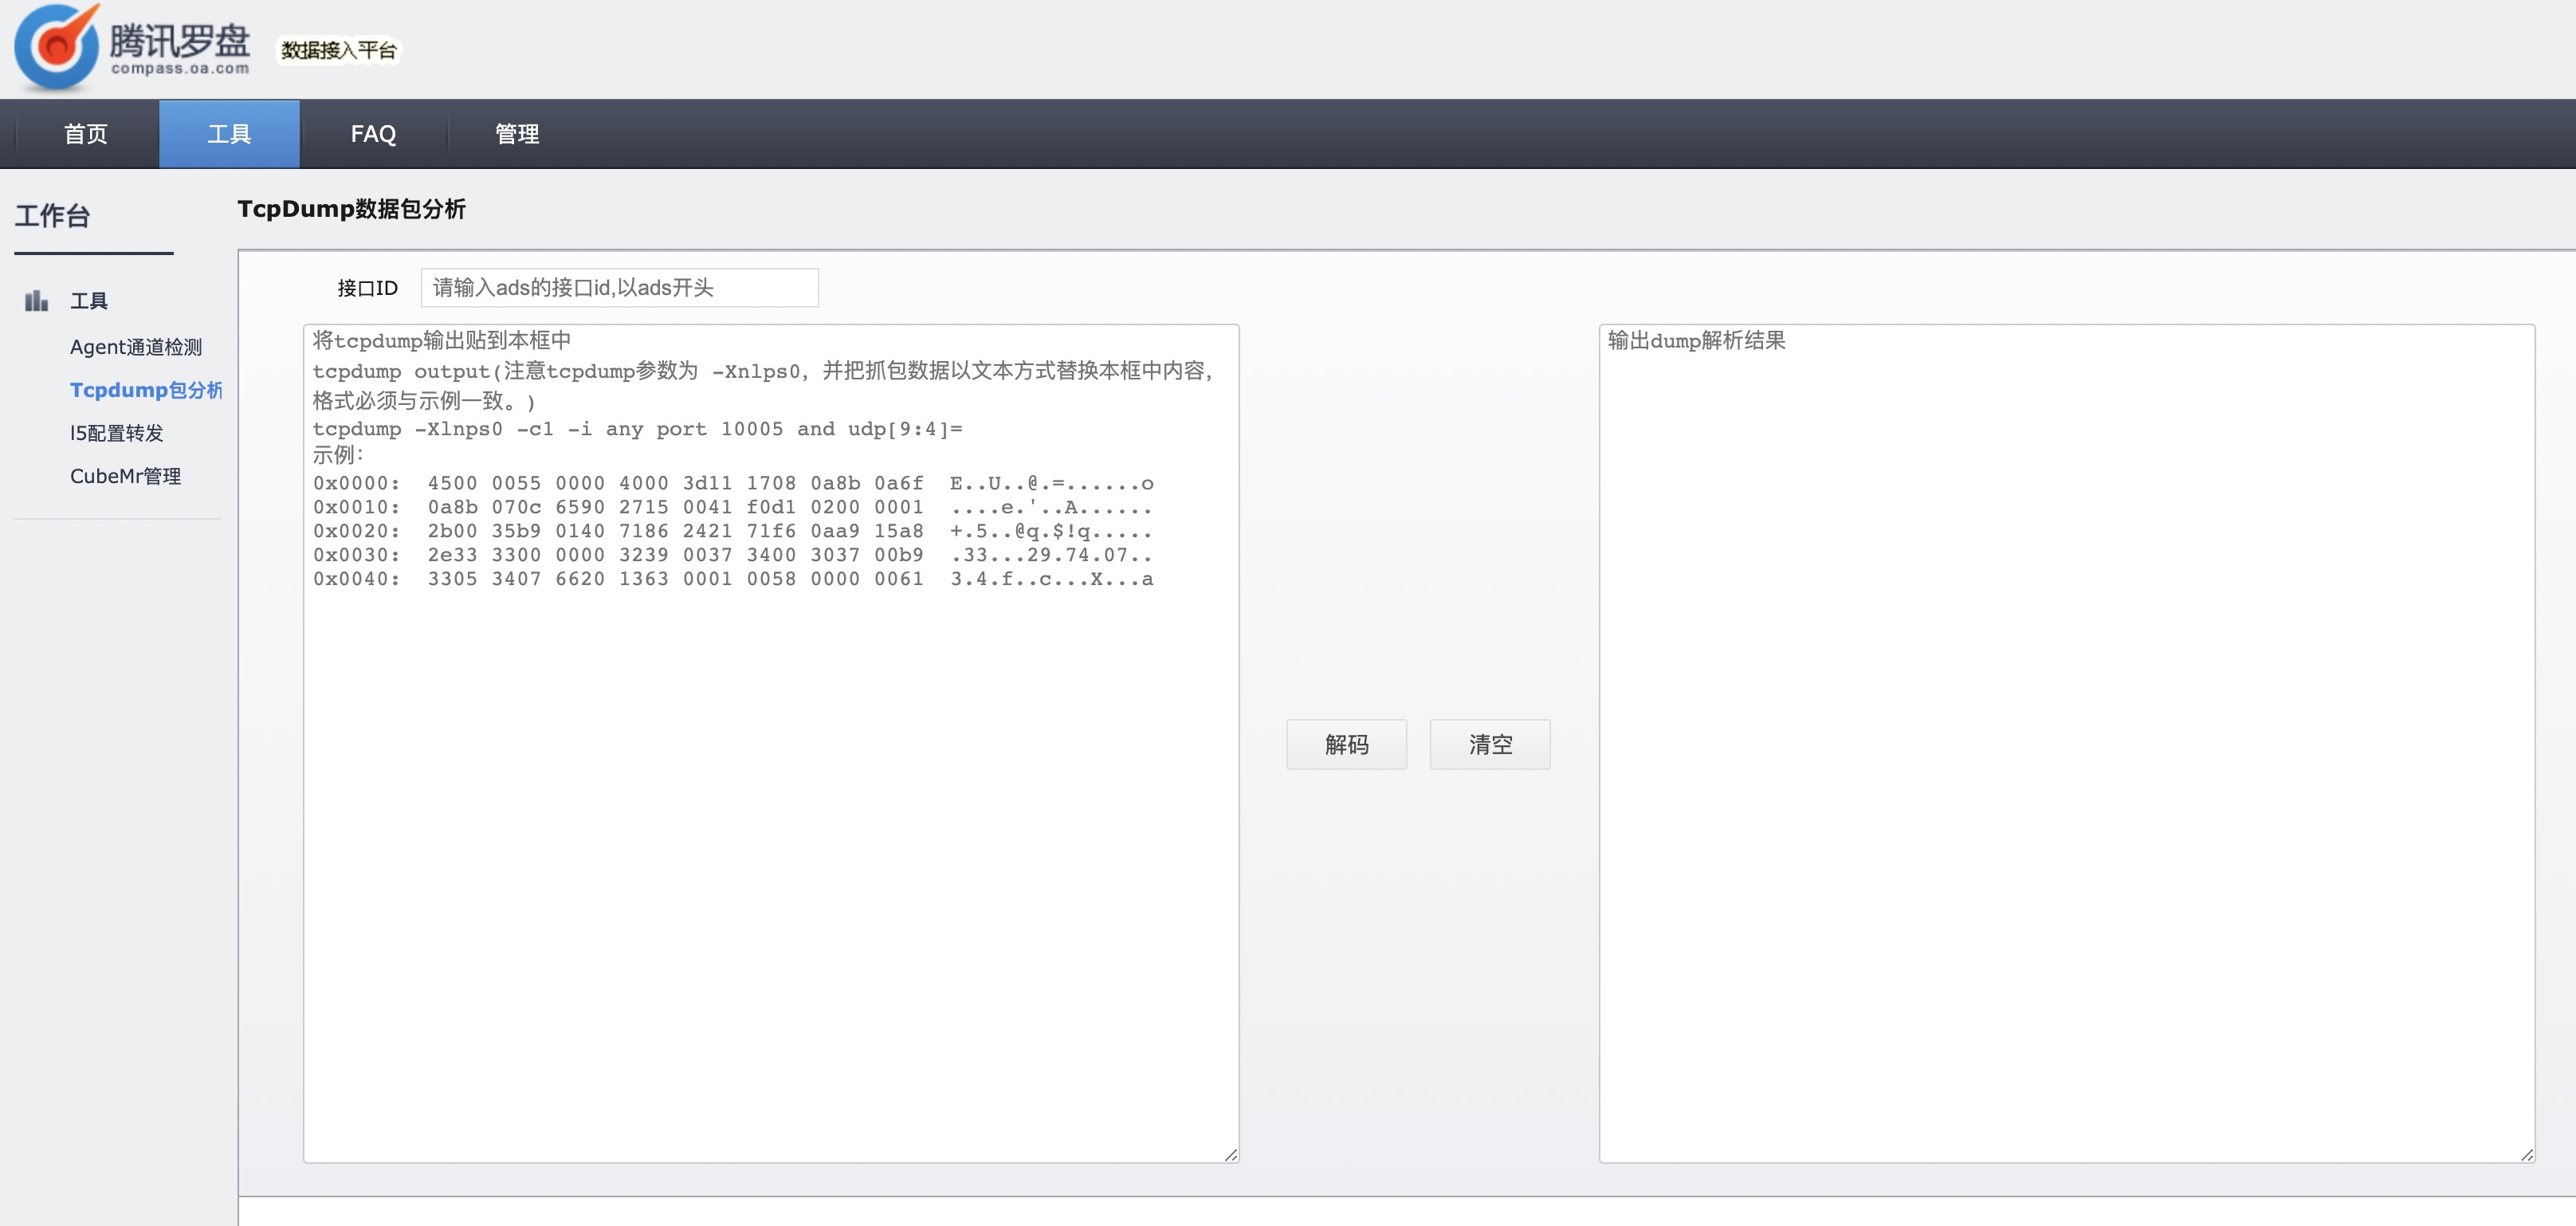 腾讯罗盘
compass.oa.com
数据接入平台
首页
工具
FAQ
管理
工作台
工具
Agent通道检测
Tcpdump包分析
l5配置转发
CubeMr管理
TcpDump数据包分析
接口ID
请输入ads的接口id,以ads开头
将tcpdump输出贴到本框中
tcpdump output(注意tcpdump参数为 -Xnlps0, 并把抓包数据以文本方式替换本框中内容,
格式必须与示例一致。)
tcpdump -Xlnps0 -c1 -i any port 10005 and udp[9:4]=
示例:
0x0000:  4500 0055 0000 4000 3d11 1708 0a8b 0a6f  E..U..@.=......o
0x0010:  0a8b 070c 6590 2715 0041 f0d1 0200 0001  ....e.'..A......
0x0020:  2b00 35b9 0140 7186 2421 71f6 0aa9 15a8  +.5..@q.$!q.....
0x0030:  2e33 3300 0000 3239 0037 3400 3037 00b9  .33...29.74.07..
0x0040:  3305 3407 6620 1363 0001 0058 0000 0061  3.4.f..c...X...a
解码
清空
输出dump解析结果